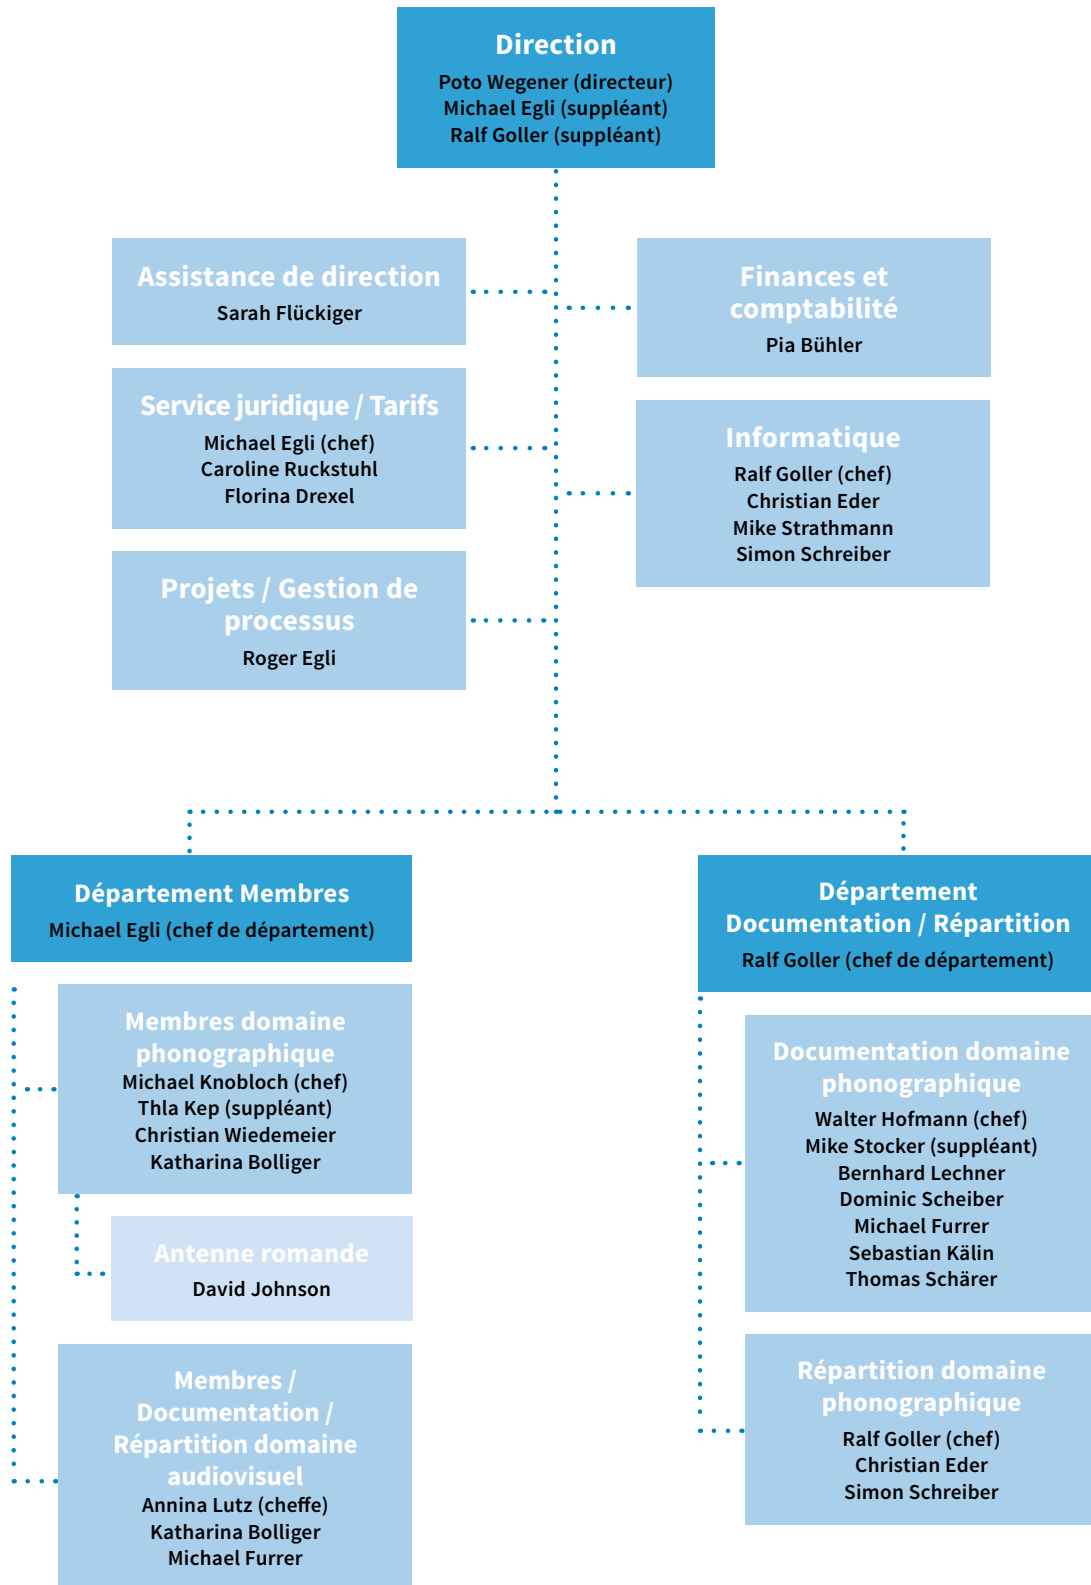 Direction
Poto Wegener (directeur)
Michael Egli (suppléant)
Ralf Goller (suppléant)
Assistance de direction
Sarah Flückiger
Finances et
comptabilité
Pia Bühler
Service juridique / Tarifs
Michael Egli (chef)
Caroline Ruckstuhl
Florina Drexel
Informatique
Ralf Goller (chef)
Christian Eder
Mike Strathmann
Simon Schreiber
Projets / Gestion de
processus
Roger Egli
Département Membres
Michael Egli (chef de département)
Membres domaine
phonographique
Michael Knobloch (chef)
Thla Kep (suppléant)
Christian Wiedemeier
Katharina Bolliger
Antenne romande
David Johnson
Membres /
Documentation /
Répartition domaine
audiovisuel
Annina Lutz (cheffe)
Katharina Bolliger
Michael Furrer
Département
Documentation / Répartition
Ralf Goller (chef de département)
Documentation domaine
phonographique
Walter Hofmann (chef)
Mike Stocker (suppléant)
Bernhard Lechner
Dominic Scheiber
Michael Furrer
Sebastian Kälin
Thomas Schärer
Répartition domaine
phonographique
Ralf Goller (chef)
Christian Eder
Simon Schreiber